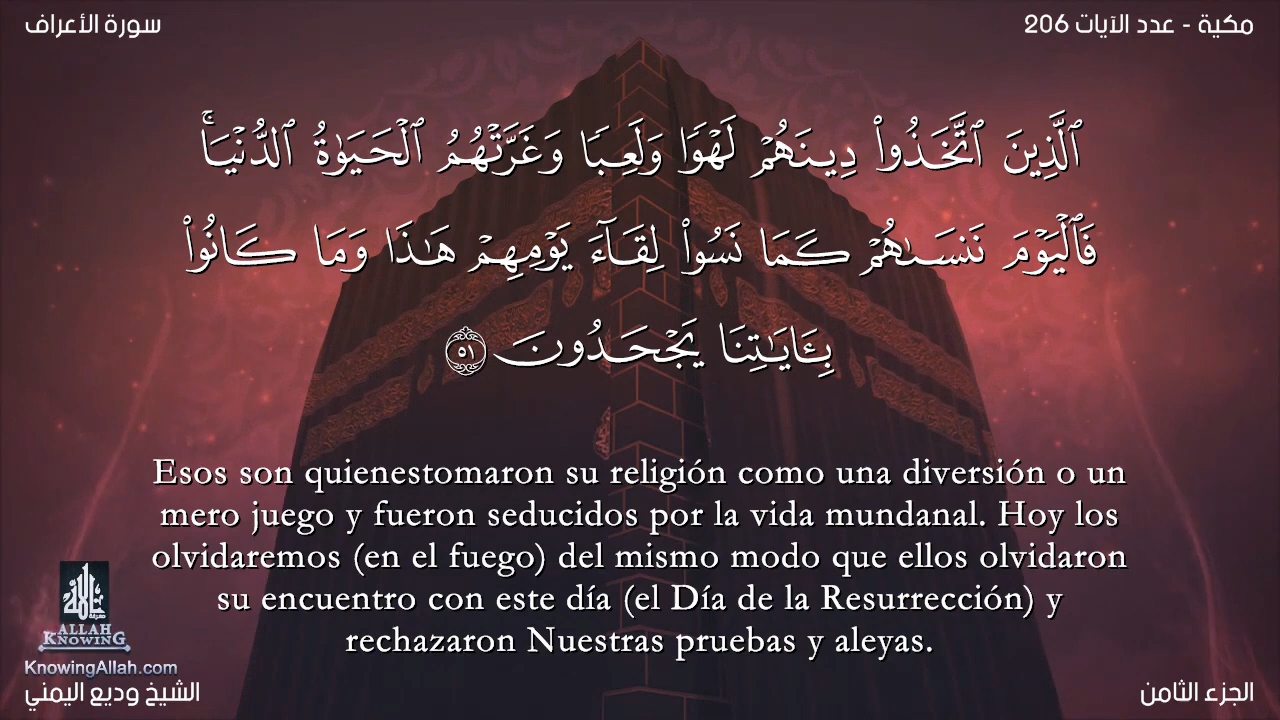 سورة الأعراف
مكية - عدد الآيات 206
ٱلَّذِينَ ٱتَّخَذُوا۟ دِينَهُمْ لَهْوًا وَلَعِبًا وَغَرَّتْهُمُ ٱلْحَيَوٰةُ ٱلدُّنْيَا ۚ
فَٱلْيَوْمَ نَنسَىٰهُمْ كَمَا نَسُوا۟ لِقَآءَ يَوْمِهِمْ هَـٰذَا وَمَا كَانُوا۟
بِـَٔايَـٰتِنَا يَجْحَدُونَ ٥١
Esos son quienestomaron su religión como una diversión o un
mero juego y fueron seducidos por la vida mundanal. Hoy los
olvidaremos (en el fuego) del mismo modo que ellos olvidaron
su encuentro con este día (el Día de la Resurrección) y
rechazaron Nuestras pruebas y aleyas.
معرفة الله
ALLAH
KNOWING
KnowingAllah.com
الشيخ وديع اليمني
الجزء الثامن